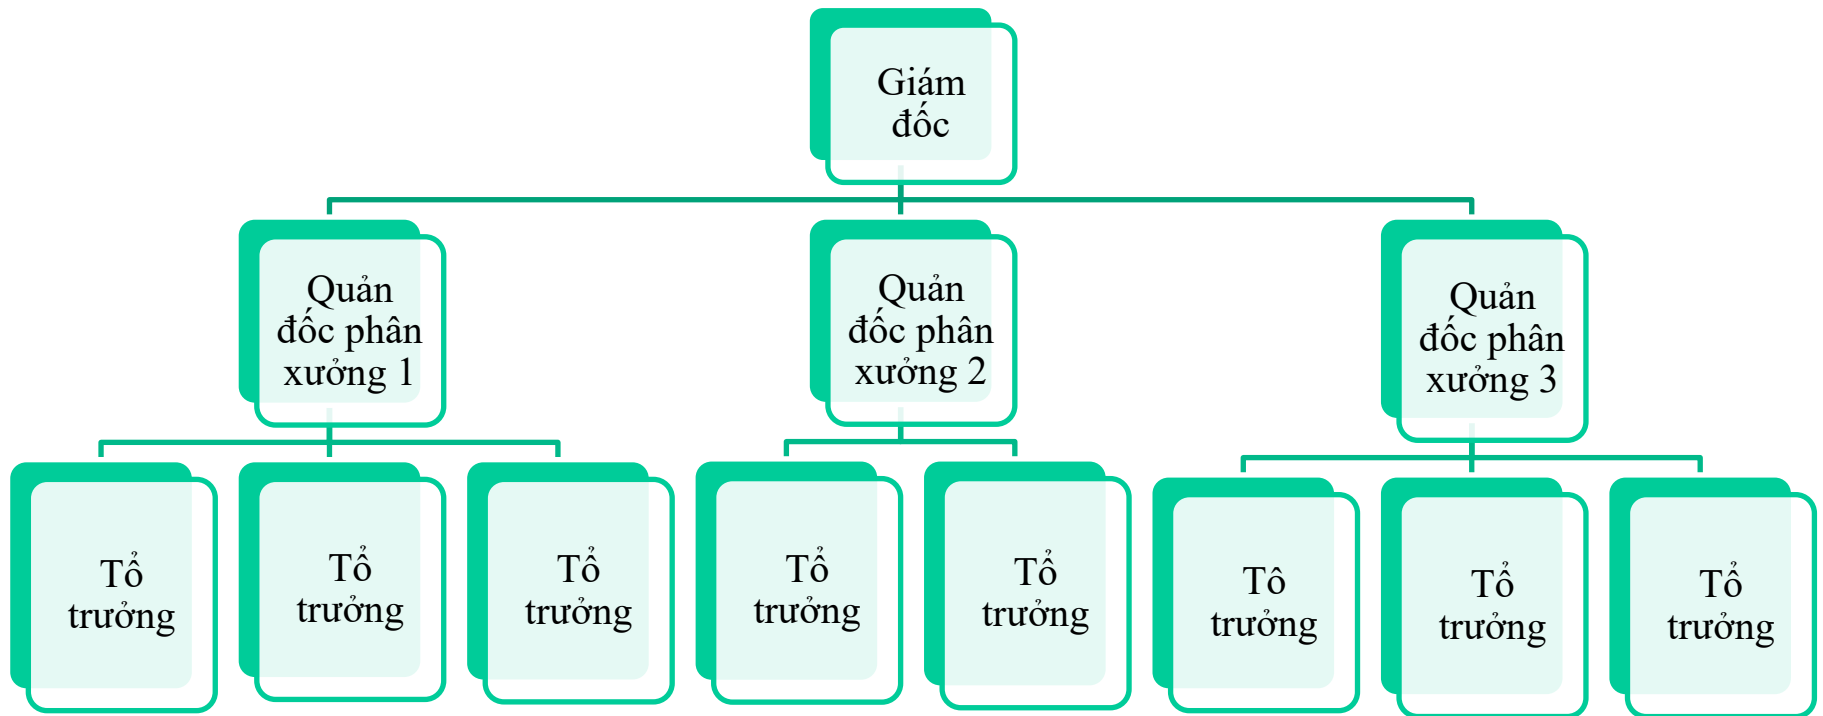 Giám
đốc
Quản
đốc phân
xưởng 1
Quản
đốc phân
xưởng 2
Quản
đốc phân
xưởng 3
Tổ
trưởng
Tổ
trưởng
Tổ
trưởng
Tổ
trưởng
Tổ
trưởng
Tô
trưởng
Tổ
trưởng
Tổ
trưởng